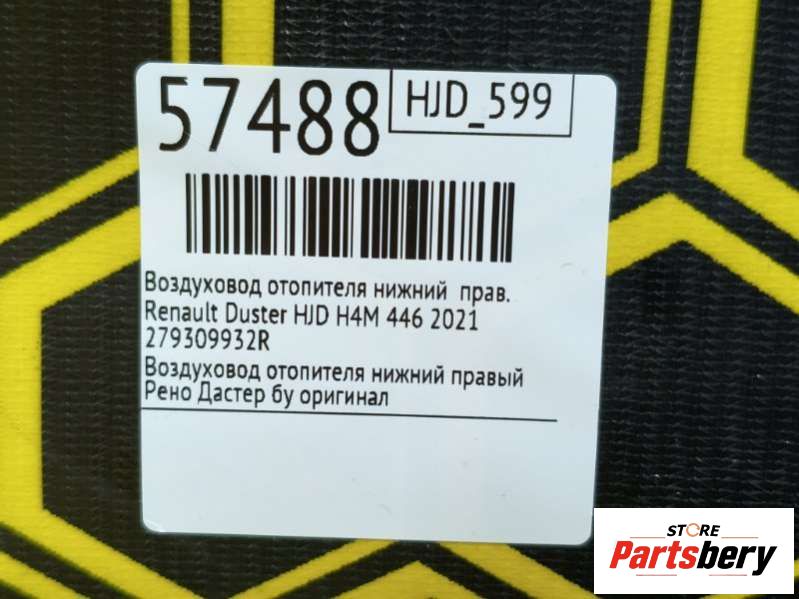 57488
HJD_599
Воздуховод отопителя нижний прав.
Renault Duster HJD H4M 446 2021
279309932R
Воздуховод отопителя нижний правый
Рено Дастер бу оригинал
STORE
Partsbery